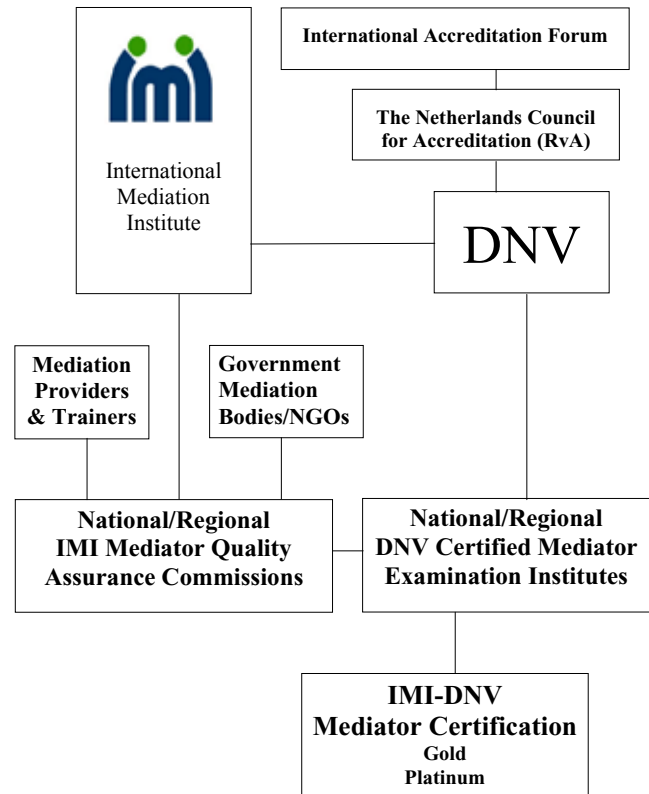 imi
International
Mediation
Institute
International Accreditation Forum
The Netherlands Council
for Accreditation (RvA)
DNV
Mediation
Providers
& Trainers
Government
Mediation
Bodies/NGOs
National/Regional
IMI Mediator Quality
Assurance Commissions
National/Regional
DNV Certified Mediator
Examination Institutes
IMI-DNV
Mediator Certification
Gold
Platinum